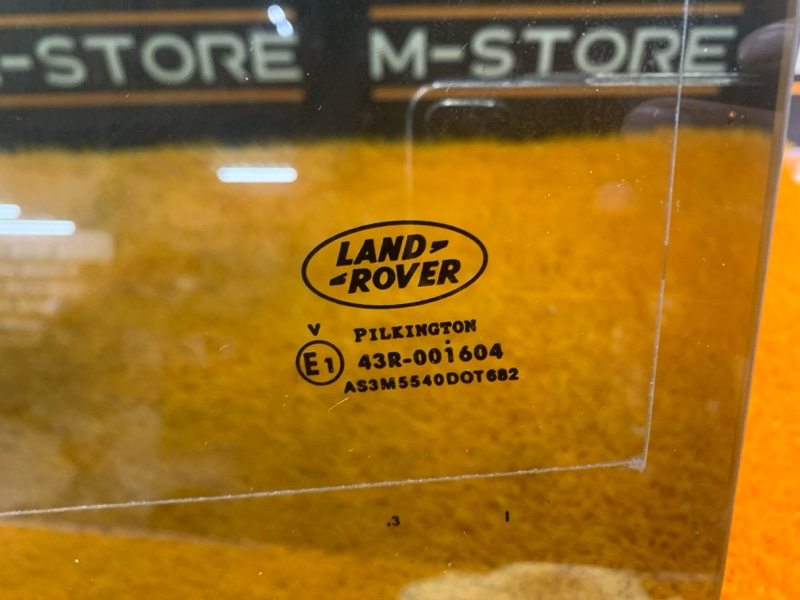 -STORE
M-STORE
LAND
ROVER
V
PILKINGTON
E1
43R-001604
AS3M5540DOT682
.3
I